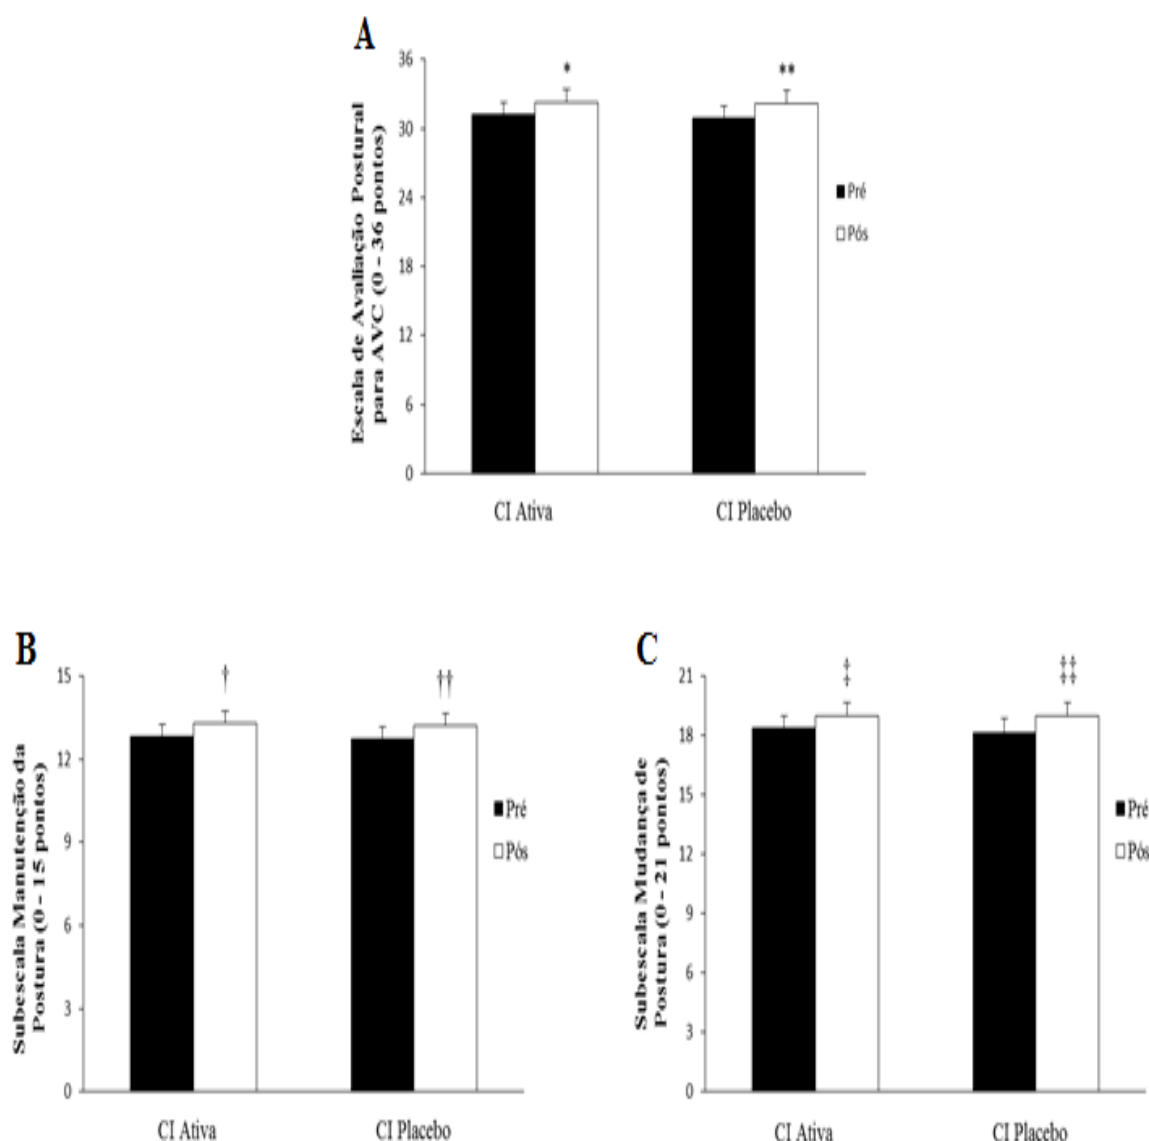 A
36
30
24
18
12
6
0
Escala de Avaliação Postural
para AVC (0 - 36 pontos)
*
**
Pré
Pós
CI Ativa
CI Placebo
B
15
12
9
6
3
0
Subescala Manutenção da
Postura (0 - 15 pontos)
†
††
Pré
Pós
CI Ativa
CI Placebo
C
21
18
15
12
9
6
3
0
Subescala Mudança de
Postura (0 - 21 pontos)
‡
‡‡
Pré
Pós
CI Ativa
CI Placebo